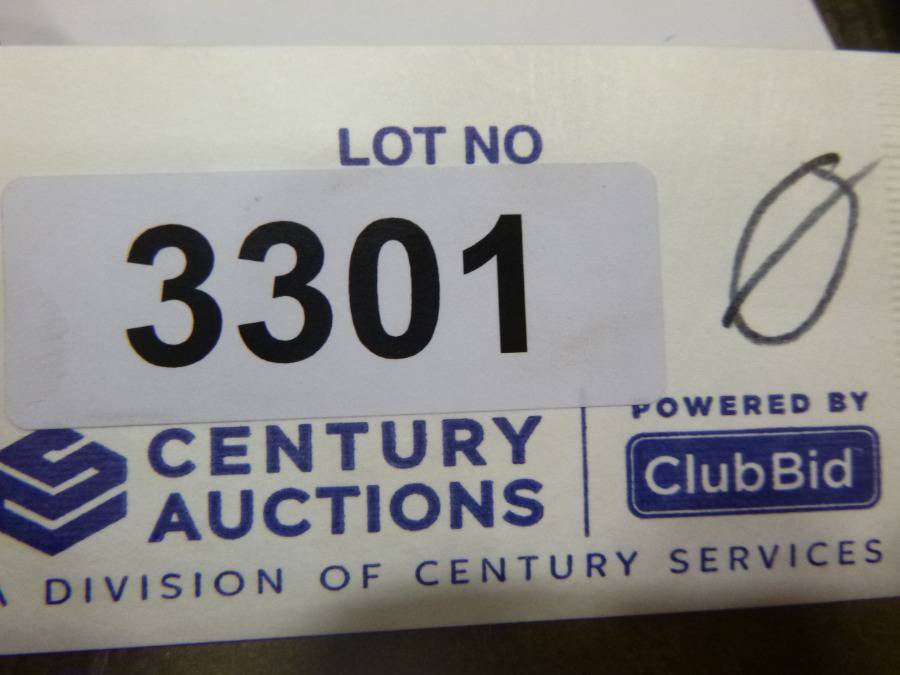 LOT NO
3301
Ø
CENTURY
AUCTIONS
POWERED BY
ClubBid
A DIVISION OF CENTURY SERVICES